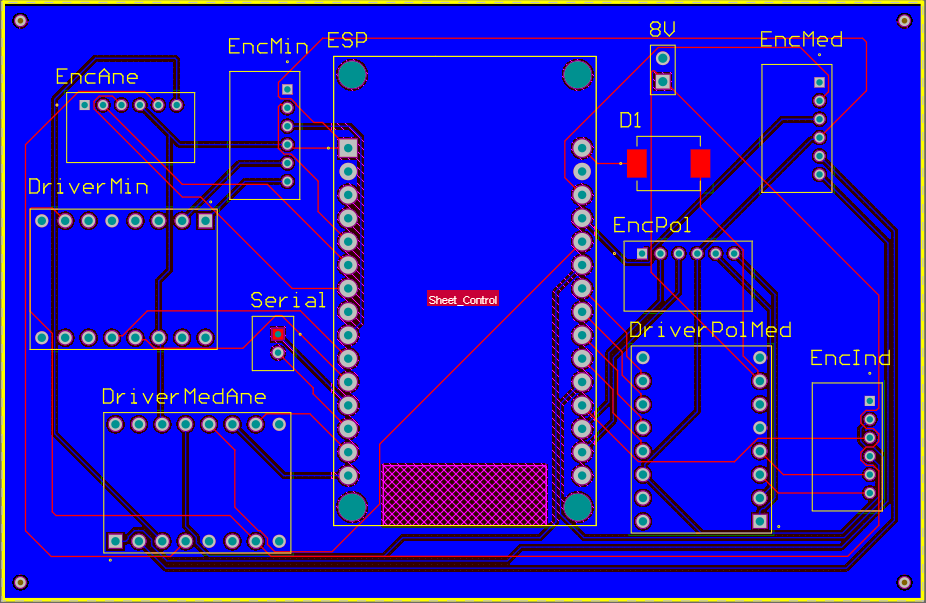 8V
ESP
EncMin
EncMed
EncAne
D1
DriverMin
EncPol
Serial
Sheet_Control
DriverPolMed
EncInd
DriverMedAne